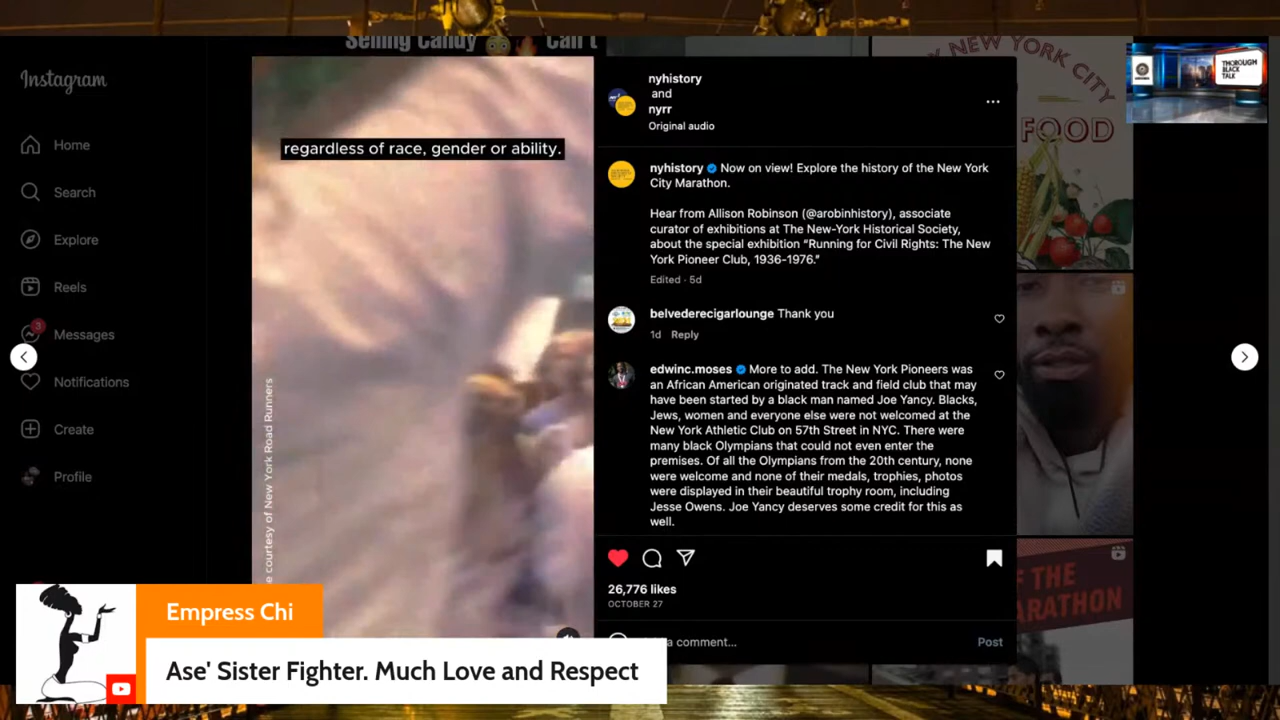 Selling Candy 😳🔥 Can't
Instagram
Home
Search
Explore
Reels
3
Messages
Notifications
Create
Profile
regardless of race, gender or ability.
e courtesy of New York Road Runners
nyhistory
and
nyrr
Original audio
nyhistory Now on view! Explore the history of the New York
City Marathon.
Hear from Allison Robinson (@arobinhistory), associate
curator of exhibitions at The New-York Historical Society,
about the special exhibition “Running for Civil Rights: The New
York Pioneer Club, 1936-1976.”
Edited · 5d
belvederecigarlounge Thank you
1d Reply
edwinc.moses More to add. The New York Pioneers was
an African American originated track and field club that may
have been started by a black man named Joe Yancy. Blacks,
Jews, women and everyone else were not welcomed at the
New York Athletic Club on 57th Street in NYC. There were
many black Olympians that could not even enter the
premises. Of all the Olympians from the 20th century, none
were welcome and none of their medals, trophies, photos
were displayed in their beautiful trophy room, including
Jesse Owens. Joe Yancy deserves some credit for this as
well.
26,776 likes
OCTOBER 27
a comment...
Post
K NEW YORK CITY
FOOD
THOROUGH
BLACK
TALK
F THE
ARATHON
Empress Chi
Ase' Sister Fighter. Much Love and Respect